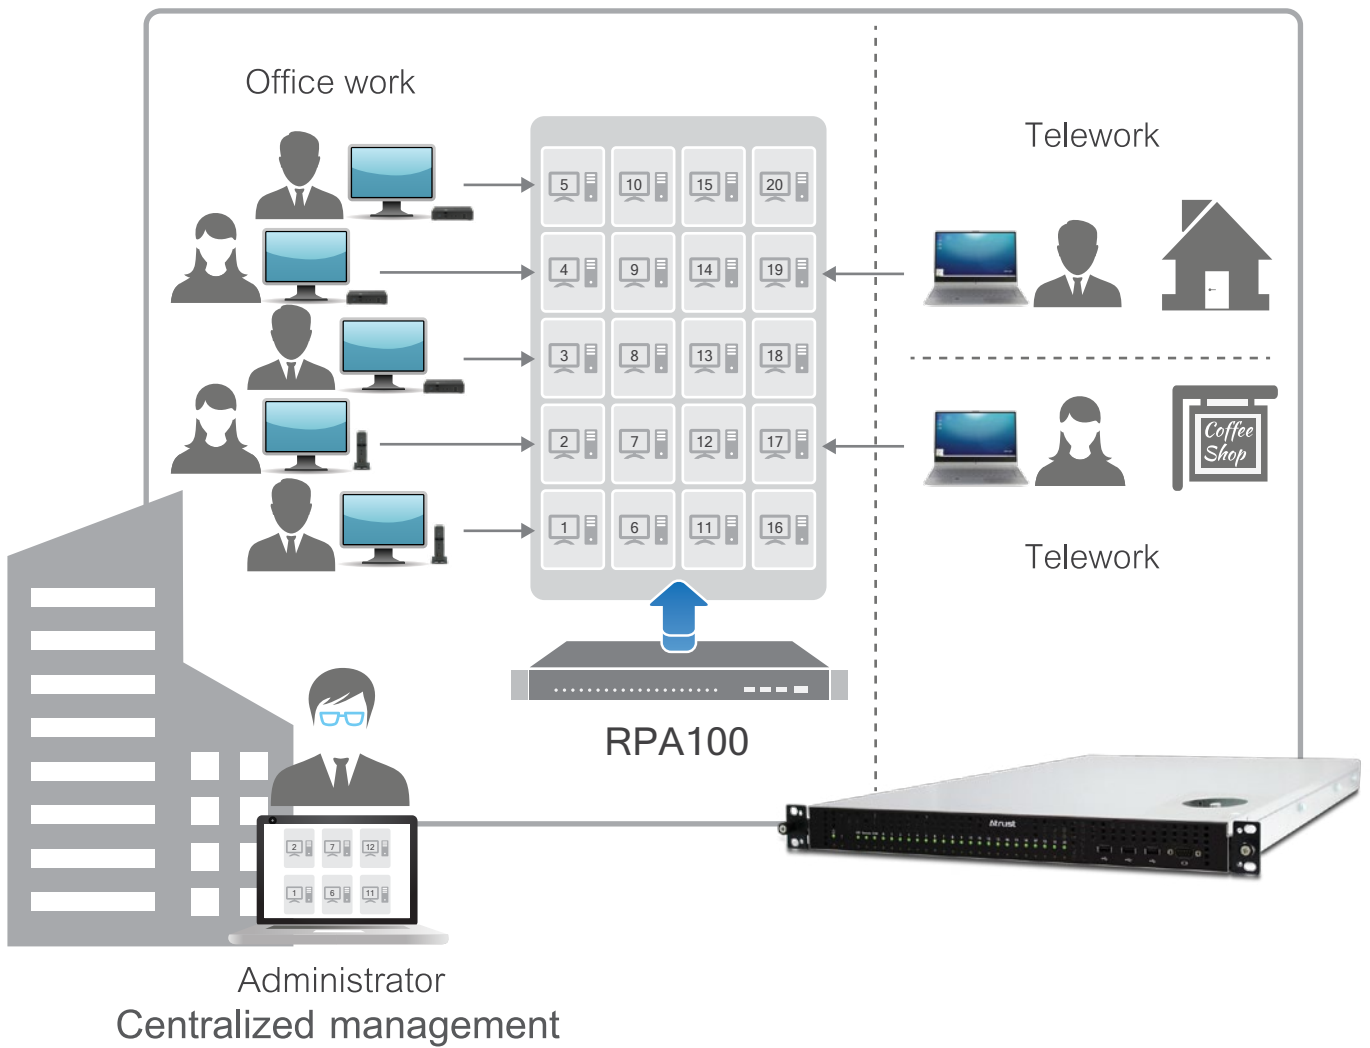 Office work
Telework
5 10 15 20
4 9 14 19
3 8 13 18
2 7 12 17
1 6 11 16
Coffee
Shop
Telework
RPA100
Atrust
2 7 12
1 6 11
Administrator
Centralized management